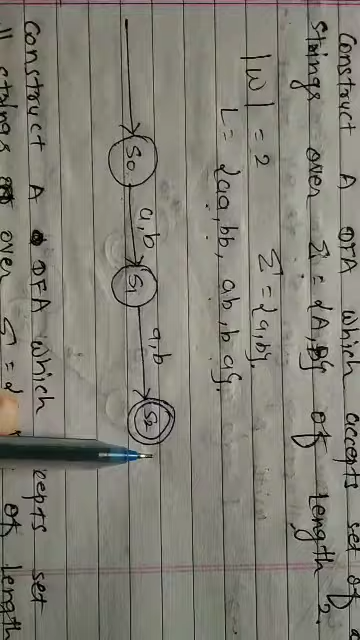 Construct A DFA which accepts set of
strings over Σ = {A,B} of length 2.
|w| = 2 Σ = {a,b}
L = {aa, bb, ab, ba}.
S0 a,b S1 a,b S2
Construct A DFA which set
strings over Σ = { of length